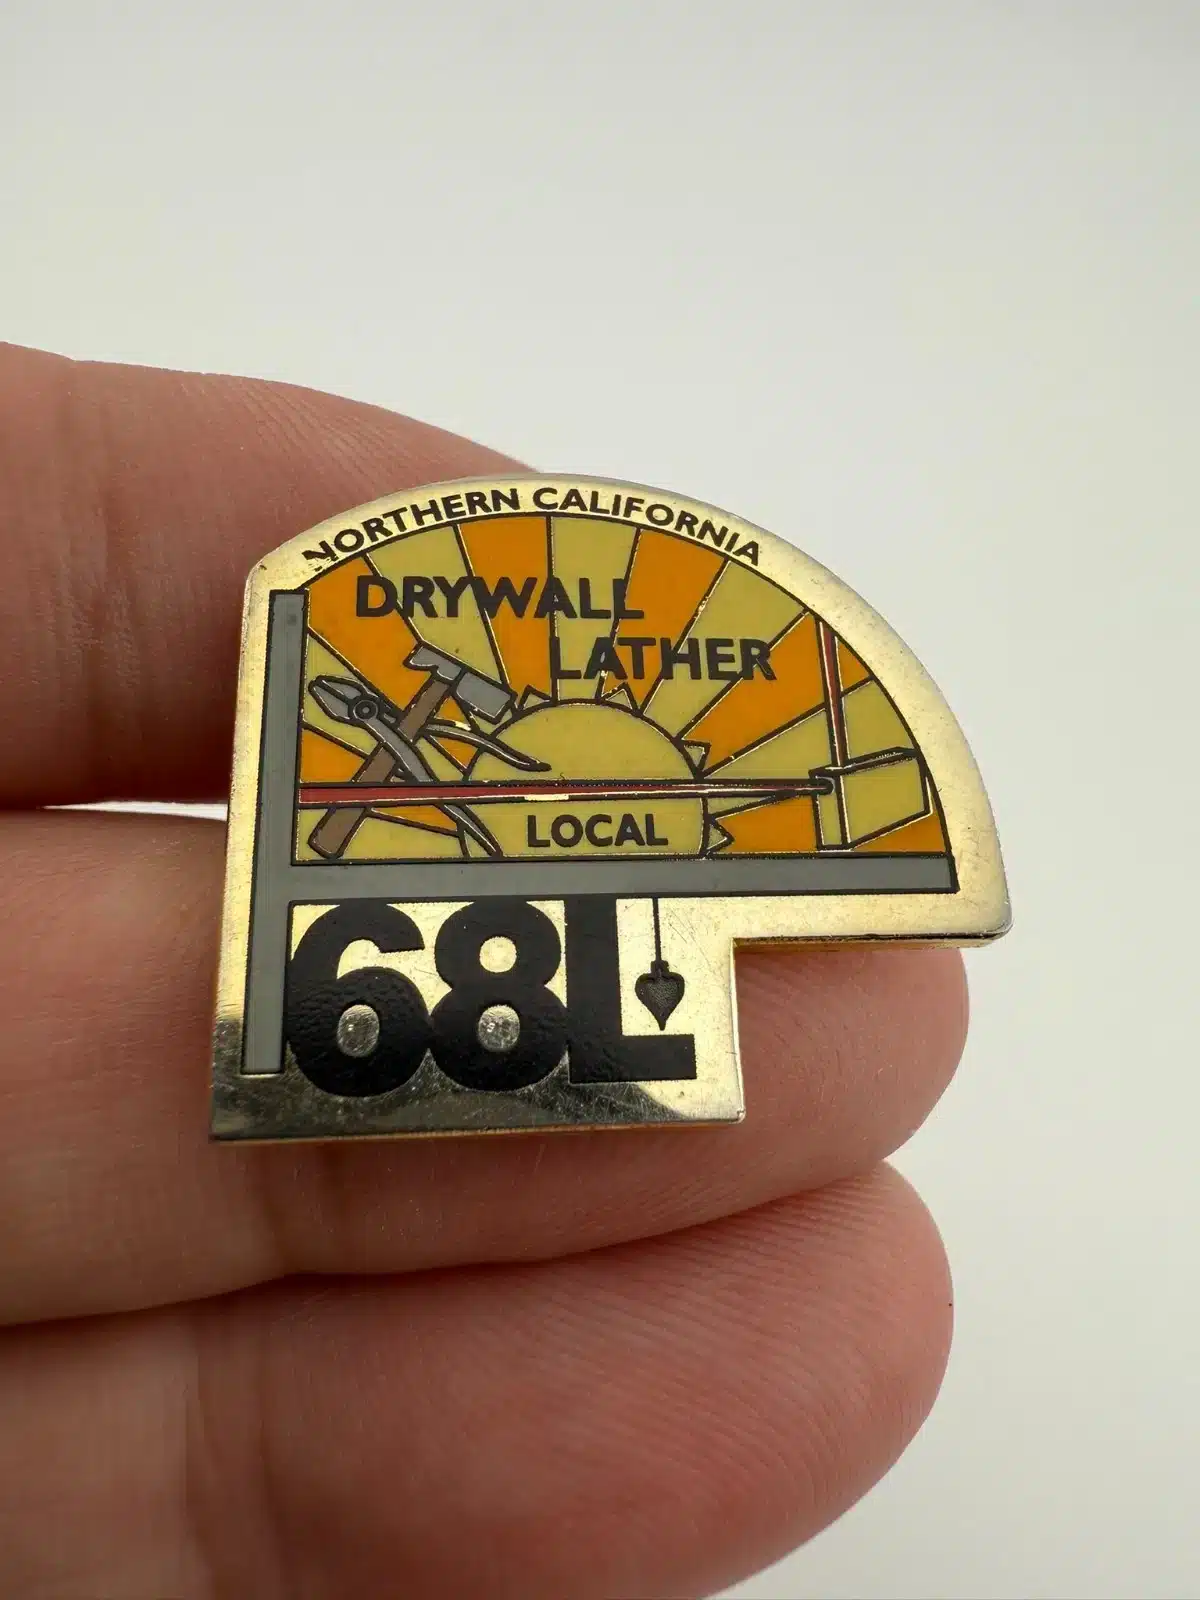 NORTHERN CALIFORNIA
DRYWALL
LATHER
LOCAL
68L